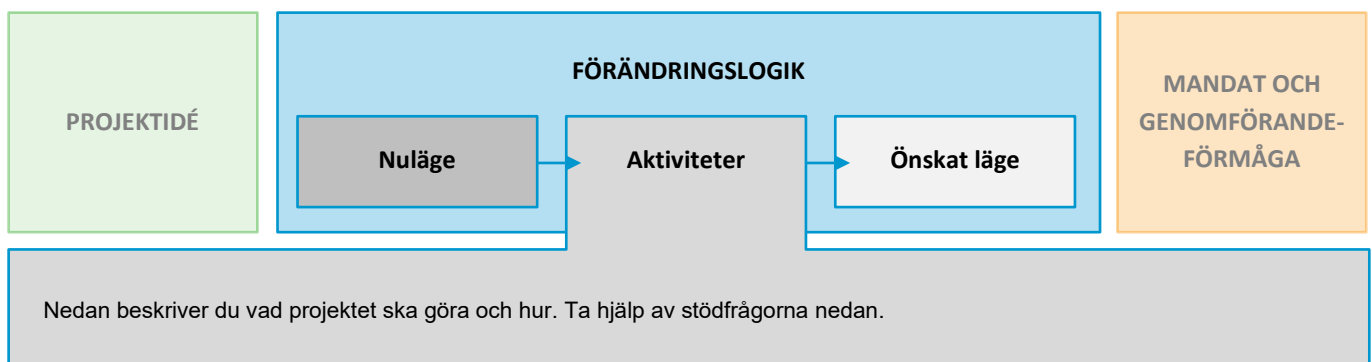 PROJEKTIDÉ
FÖRÄNDRINGSLOGIK
Nuläge
Aktiviteter
Önskat läge
MANDAT OCH
GENOMFÖRANDE-
FÖRMÅGA
Nedan beskriver du vad projektet ska göra och hur. Ta hjälp av stödfrågorna nedan.